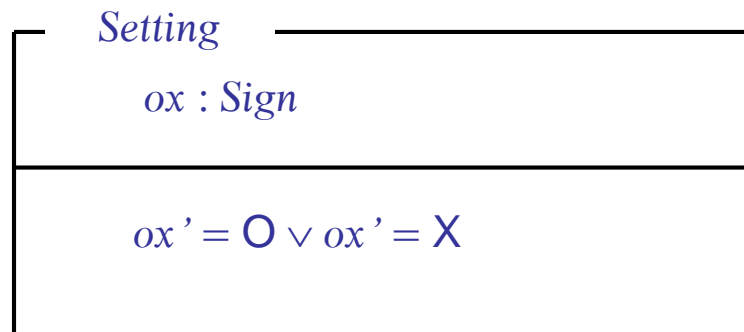 Setting
ox : Sign
ox ’ = O ∨ ox ’ = X